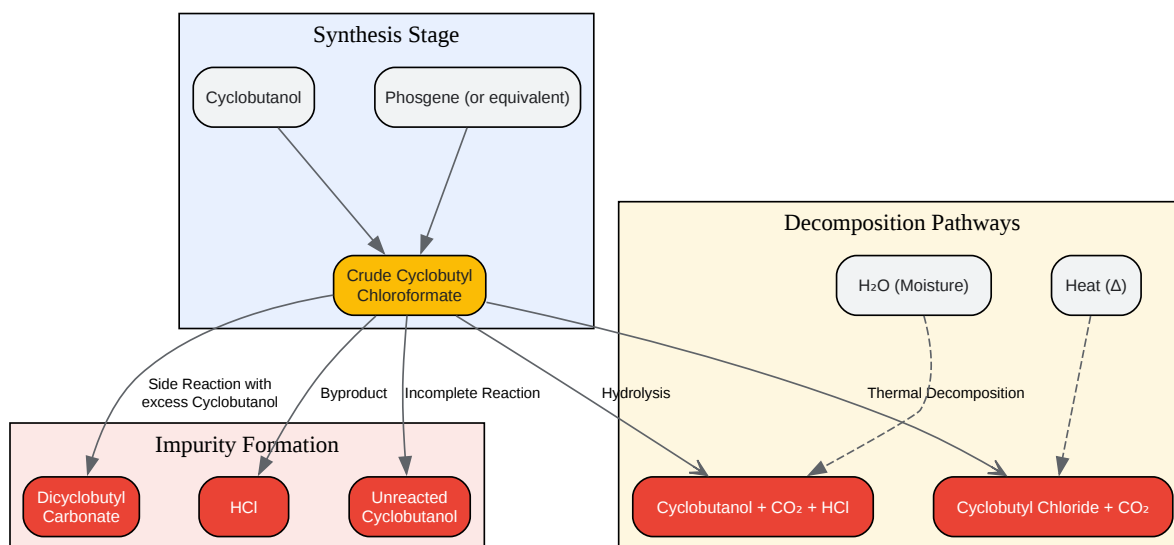 Synthesis Stage
Cyclobutanol
Phosgene (or equivalent)
Crude Cyclobutyl
Chloroformate
Decomposition Pathways
H₂O (Moisture)
Heat (Δ)
Side Reaction with
excess Cyclobutanol
Byproduct
Incomplete Reaction
Hydrolysis
Thermal Decomposition
Impurity Formation
Dicyclobutyl
Carbonate
HCl
Unreacted
Cyclobutanol
Cyclobutanol + CO₂ + HCl
Cyclobutyl Chloride + CO₂